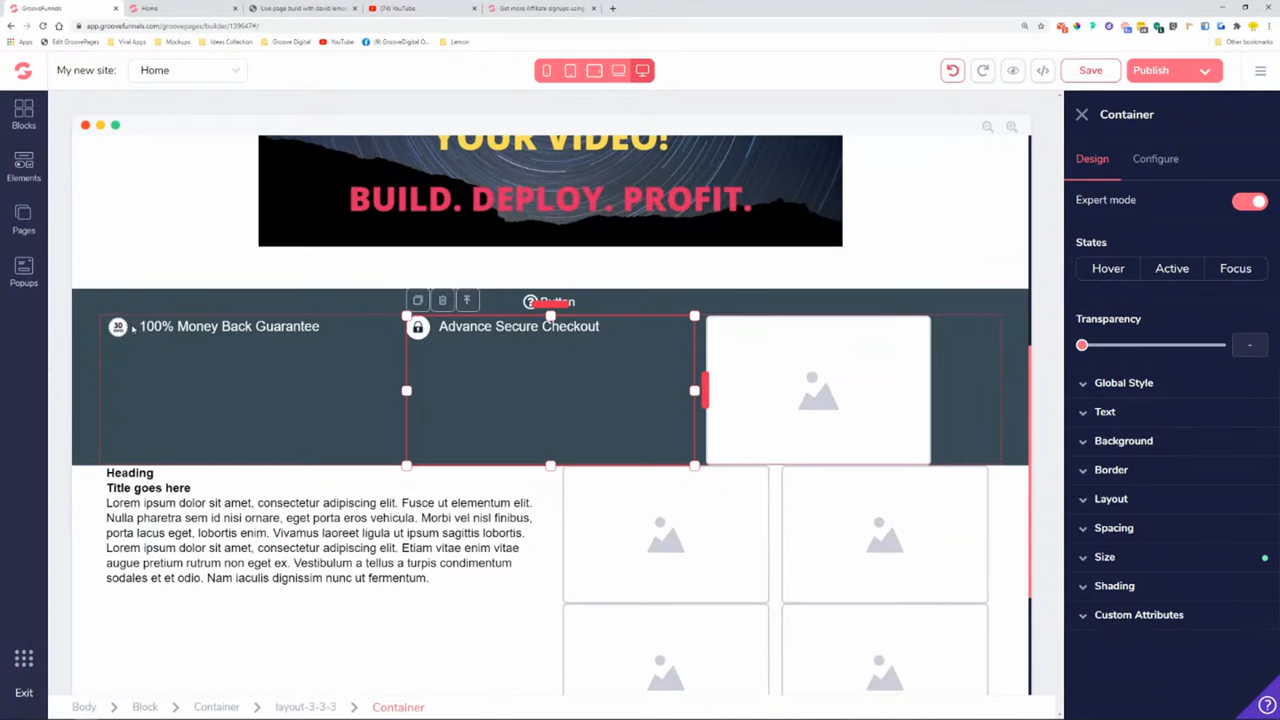 GrooveFunnels
Home
Live page build with david lemon
(74) YouTube
Get more Affiliate signups using
app.groovefunnels.com/groovepages/builder/139647#/
Apps
Edit GroovePages
Viral Apps
Mockups
Ideas Collection
Groove Digital
YouTube
(9) GrooveDigital O...
Lemon
Other bookmarks
My new site:
Home
Save
Publish
Blocks
Elements
Pages
Popups
Exit
YOUR VIDEO!
BUILD. DEPLOY. PROFIT.
Button
30
DAYS
100% Money Back Guarantee
Advance Secure Checkout
Heading
Title goes here
Lorem ipsum dolor sit amet, consectetur adipiscing elit. Fusce ut elementum elit.
Nulla pharetra sem id nisi ornare, eget porta eros vehicula. Morbi vel nisl finibus,
porta lacus eget, lobortis enim. Vivamus laoreet ligula ut ipsum sagittis lobortis.
Lorem ipsum dolor sit amet, consectetur adipiscing elit. Etiam vitae enim vitae
augue pretium rutrum non eget ex. Vestibulum a tellus a turpis condimentum
sodales et et odio. Nam iaculis dignissim nunc ut fermentum.
Body
Block
Container
layout-3-3-3
Container
Container
Design
Configure
Expert mode
States
Hover
Active
Focus
Transparency
-
Global Style
Text
Background
Border
Layout
Spacing
Size
Shading
Custom Attributes
?